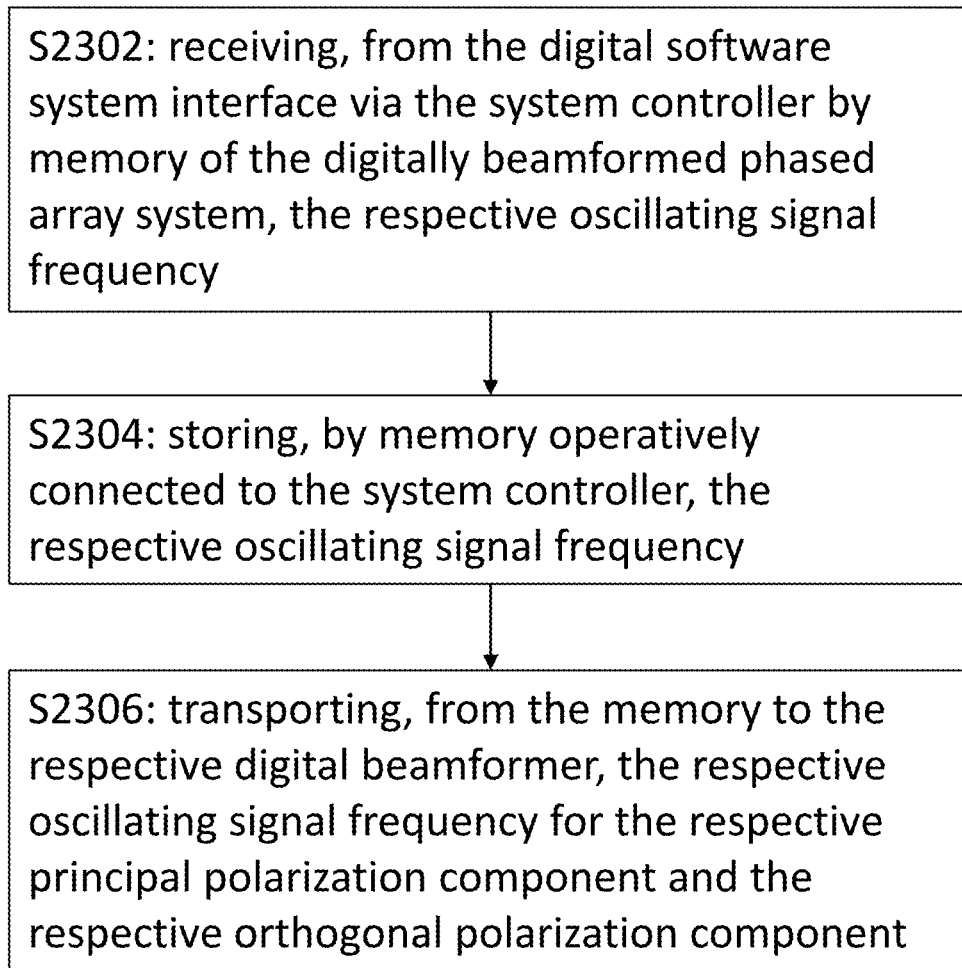 S2302: receiving, from the digital software
system interface via the system controller by
memory of the digitally beamformed phased
array system, the respective oscillating signal
frequency
S2304: storing, by memory operatively
connected to the system controller, the
respective oscillating signal frequency
S2306: transporting, from the memory to the
respective digital beamformer, the respective
oscillating signal frequency for the respective
principal polarization component and the
respective orthogonal polarization component